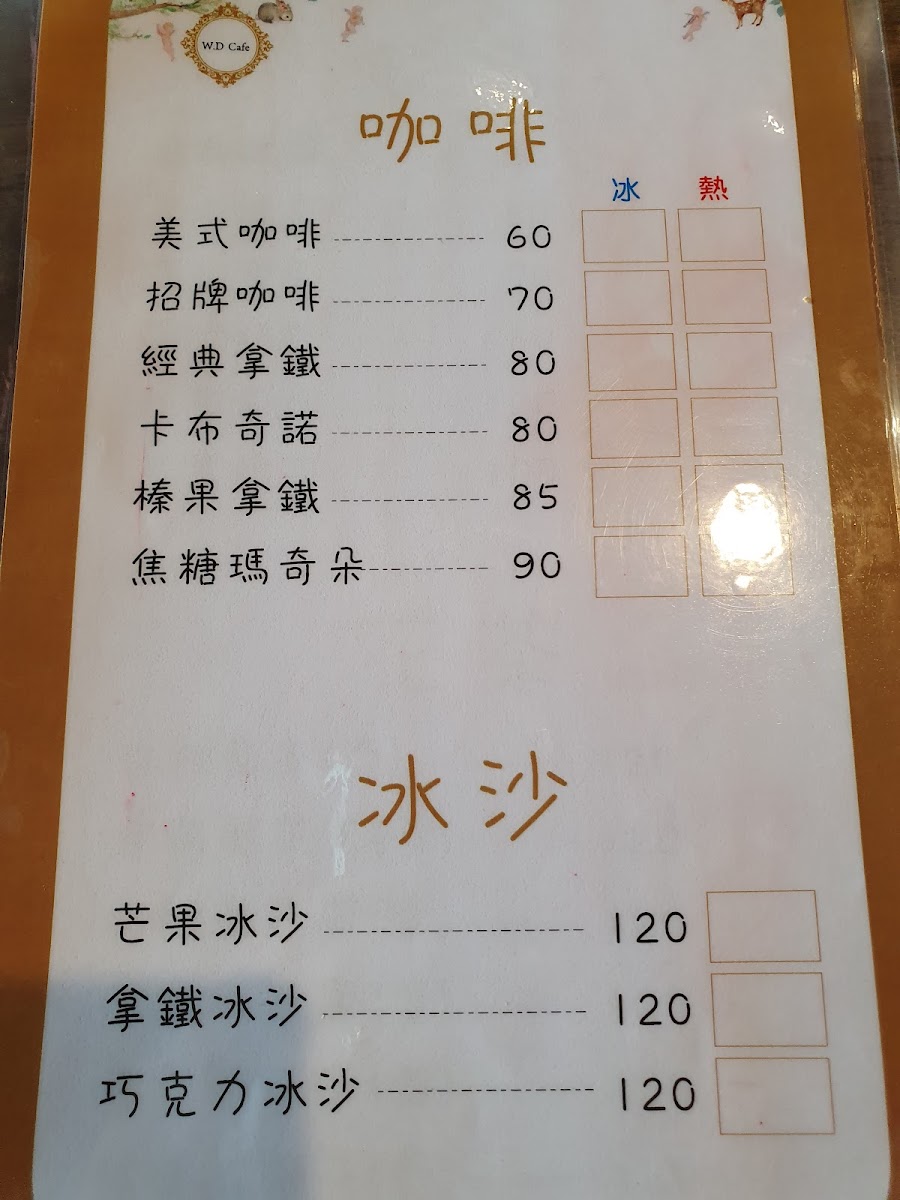 W.D Cafe
咖啡
冰 熱
美式咖啡 60
招牌咖啡 70
經典拿鐵 80
卡布奇諾 80
榛果拿鐵 85
焦糖瑪奇朵 90
冰沙
芒果冰沙 120
拿鐵冰沙 120
巧克力冰沙 120